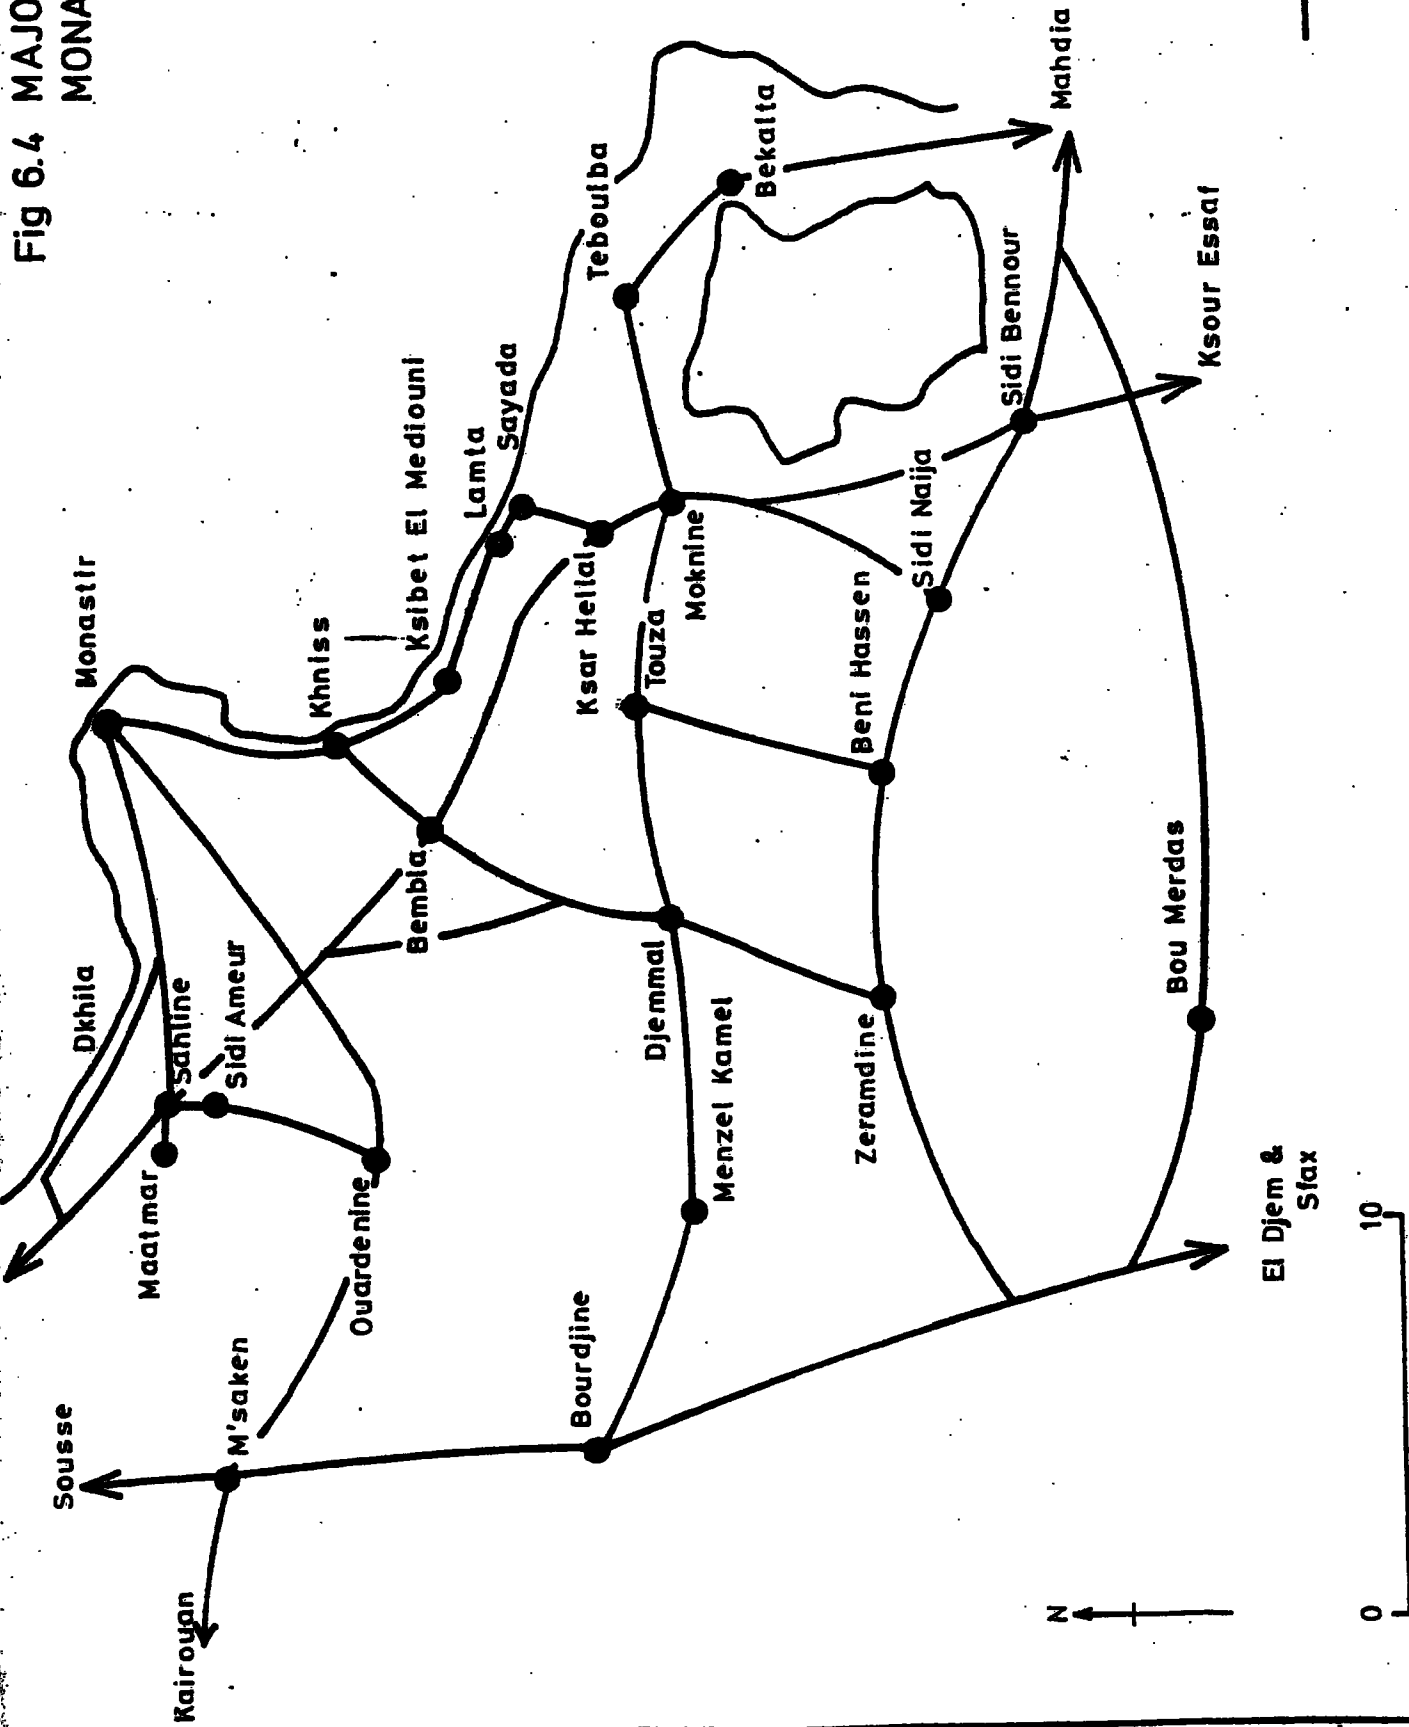 Fig 6.4 MAJO
MONA
Monastir
Dkhila
Sahline
Sidi Ameur
Maatmar
Ouardenine
Sousse
M'saken
Kairouan
Khniss
Ksibet El Mediouni
Lamta
Sayada
Bembla
Ksar Hellal
Teboulba
Bekalta
Moknine
Touza
Djemmal
Menzel Kamel
Bourdjine
Sidi Naija
Beni Hassen
Zeramdine
Sidi Bennour
Mahdia
Ksour Essaf
Bou Merdas
El Djem &
Sfax
N
0 10